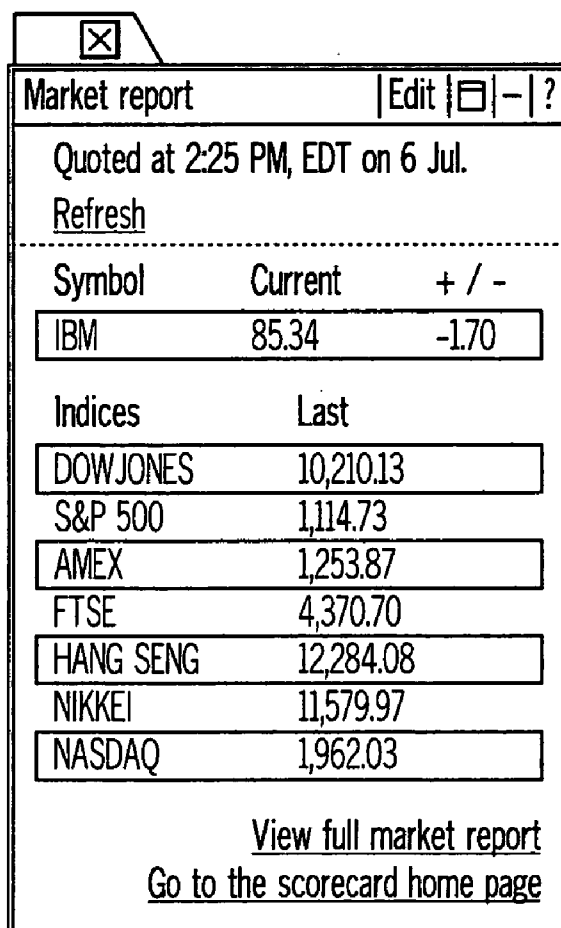 Market report |Edit | |–| ?
Quoted at 2:25 PM, EDT on 6 Jul.
Refresh
Symbol Current + / -
IBM 85.34 -1.70
Indices Last
DOWJONES 10,210.13
S&P 500 1,114.73
AMEX 1,253.87
FTSE 4,370.70
HANG SENG 12,284.08
NIKKEI 11,579.97
NASDAQ 1,962.03
View full market report
Go to the scorecard home page